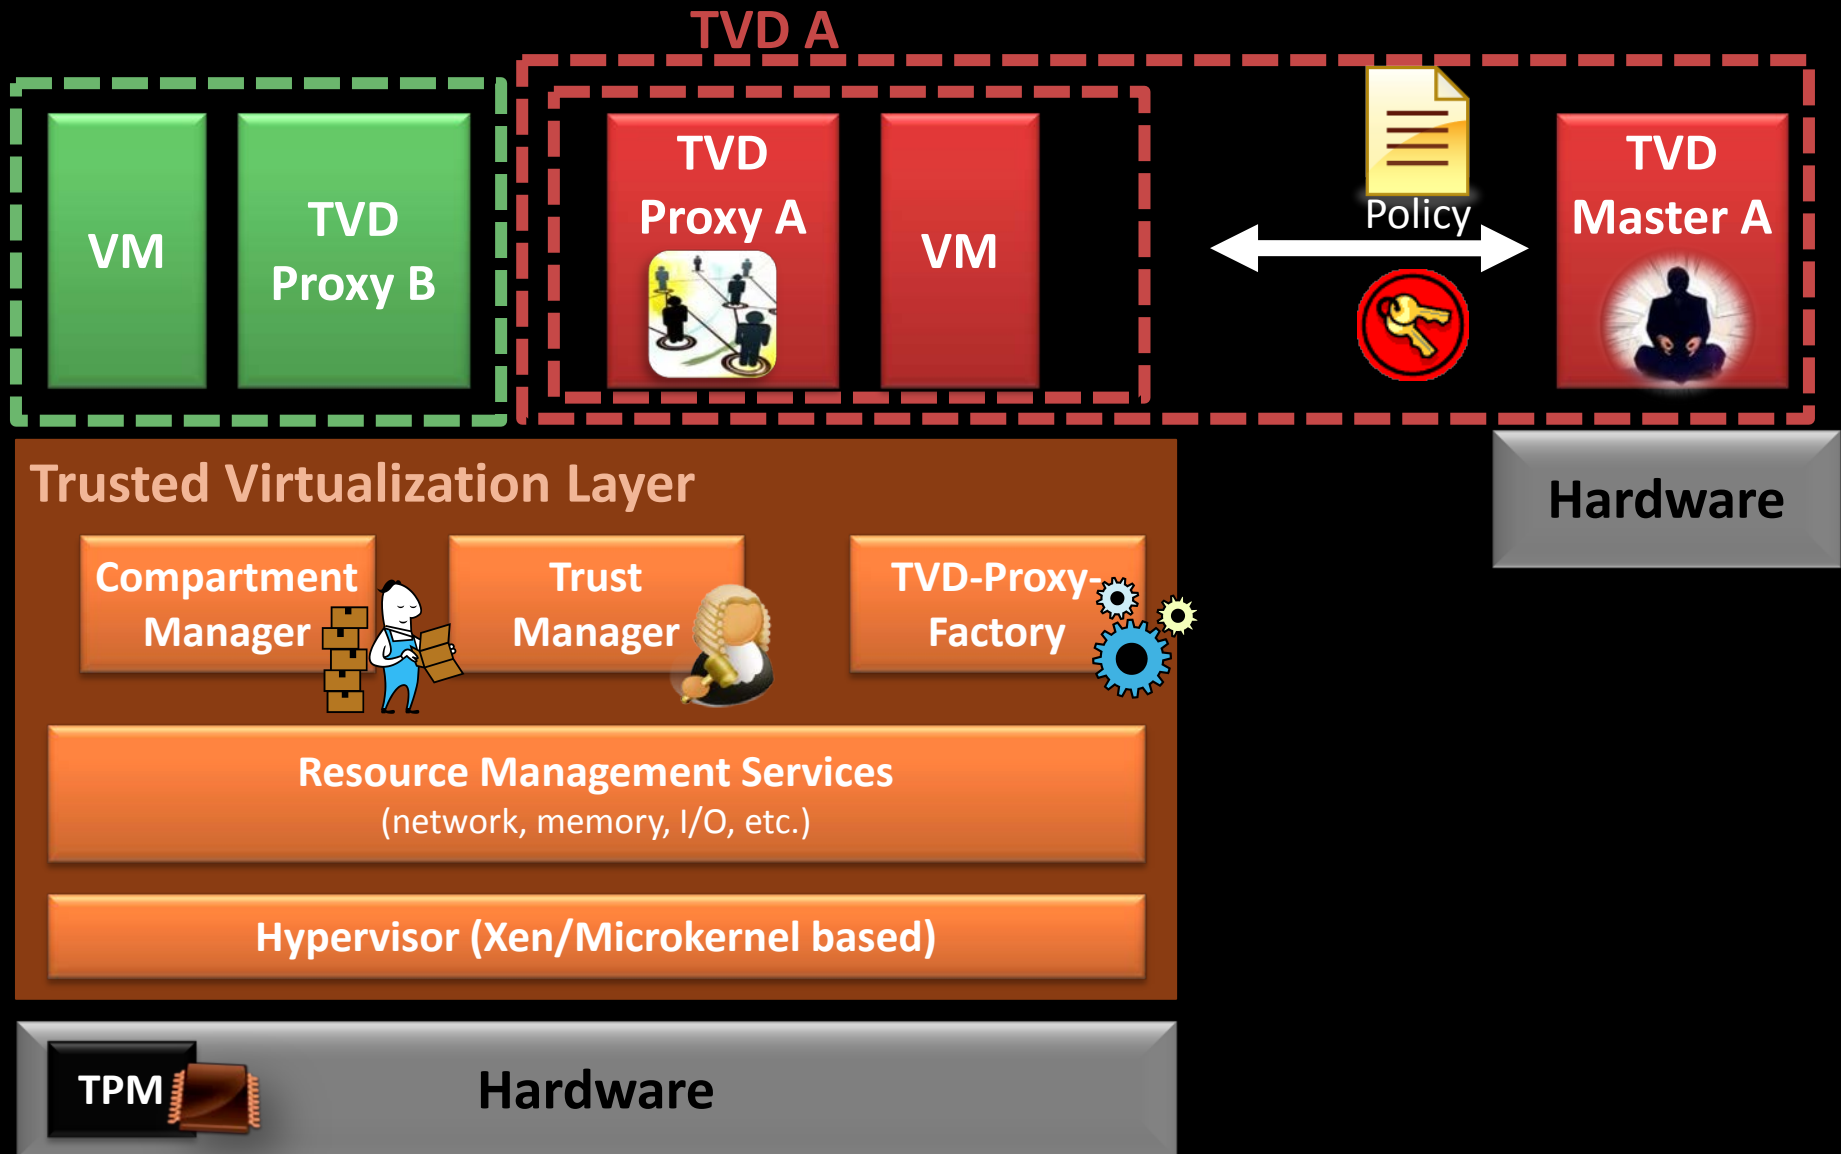 TVD A
VM
TVD
Proxy B
TVD
Proxy A
VM
Policy
TVD
Master A
Hardware
Trusted Virtualization Layer
Compartment
Manager
Trust
Manager
TVD-Proxy-
Factory
Resource Management Services
(network, memory, I/O, etc.)
Hypervisor (Xen/Microkernel based)
TPM
Hardware